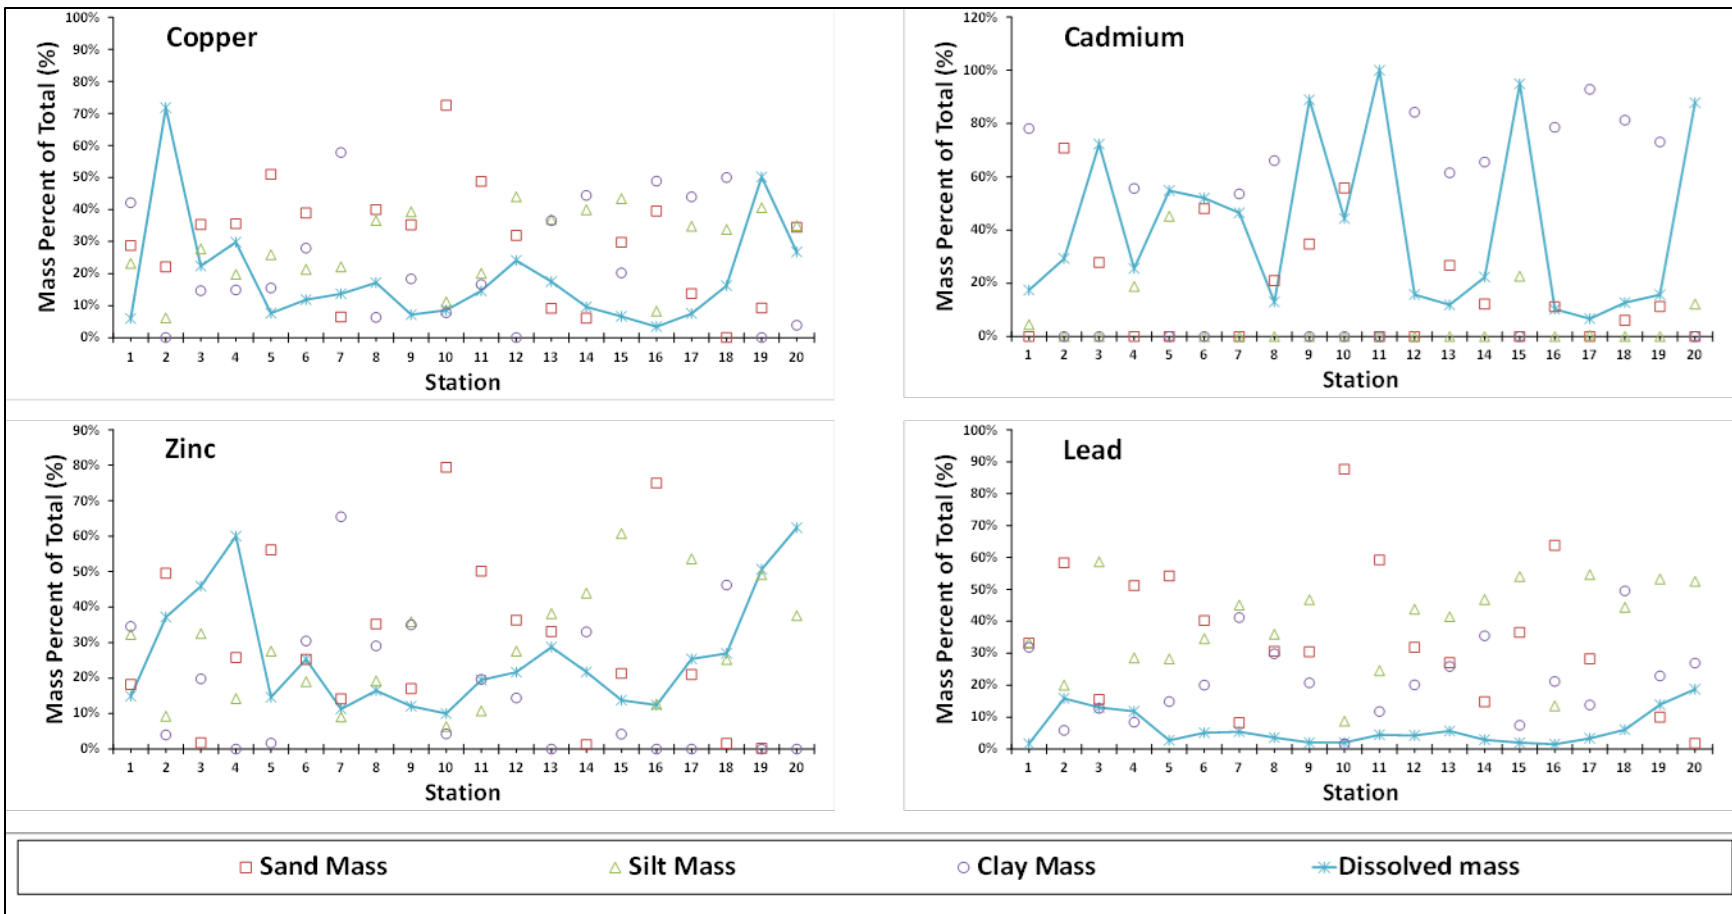 Copper
Mass Percent of Total (%)
100%
90%
80%
70%
60%
50%
40%
30%
20%
10%
0%
1 2 3 4 5 6 7 8 9 10 11 12 13 14 15 16 17 18 19 20
Station
Cadmium
Mass Percent of Total (%)
120%
100%
80%
60%
40%
20%
0%
1 2 3 4 5 6 7 8 9 10 11 12 13 14 15 16 17 18 19 20
Station
Zinc
Mass Percent of Total (%)
90%
80%
70%
60%
50%
40%
30%
20%
10%
0%
1 2 3 4 5 6 7 8 9 10 11 12 13 14 15 16 17 18 19 20
Station
Lead
Mass Percent of Total (%)
100%
90%
80%
70%
60%
50%
40%
30%
20%
10%
0%
1 2 3 4 5 6 7 8 9 10 11 12 13 14 15 16 17 18 19 20
Station
Sand Mass Silt Mass Clay Mass Dissolved mass